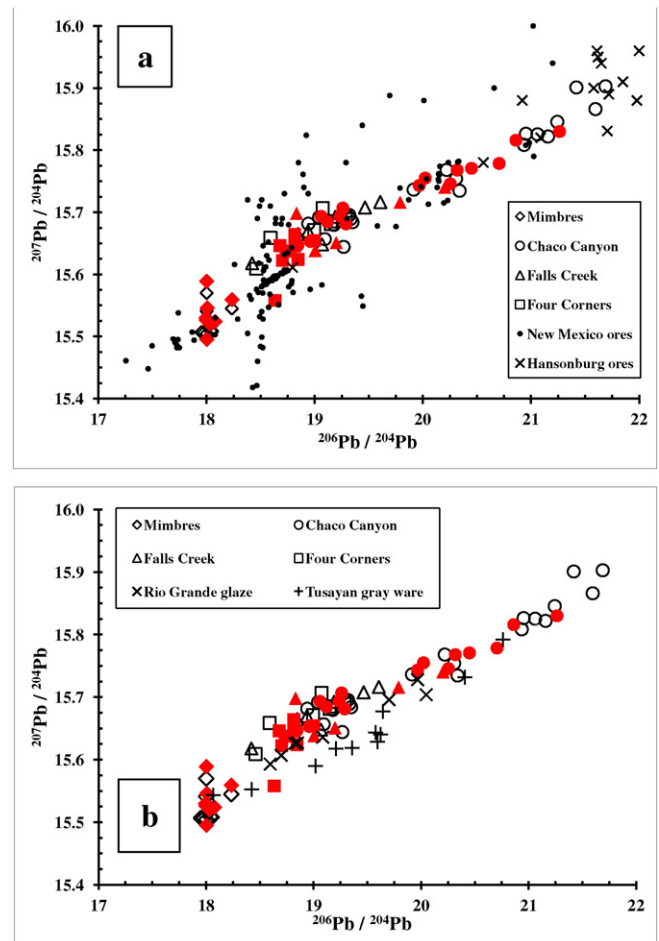 16.0
15.9
15.8
15.7
15.6
15.5
15.4
²⁰⁷Pb / ²⁰⁴Pb
a
Mimbres
Chaco Canyon
Falls Creek
Four Corners
New Mexico ores
Hansonburg ores
17 18 19 20 21 22
²⁰⁶Pb / ²⁰⁴Pb
16.0
15.9
15.8
15.7
15.6
15.5
15.4
²⁰⁷Pb / ²⁰⁴Pb
Mimbres Chaco Canyon
Falls Creek Four Corners
Rio Grande glaze Tusayan gray ware
b
17 18 19 20 21 22
²⁰⁶Pb / ²⁰⁴Pb